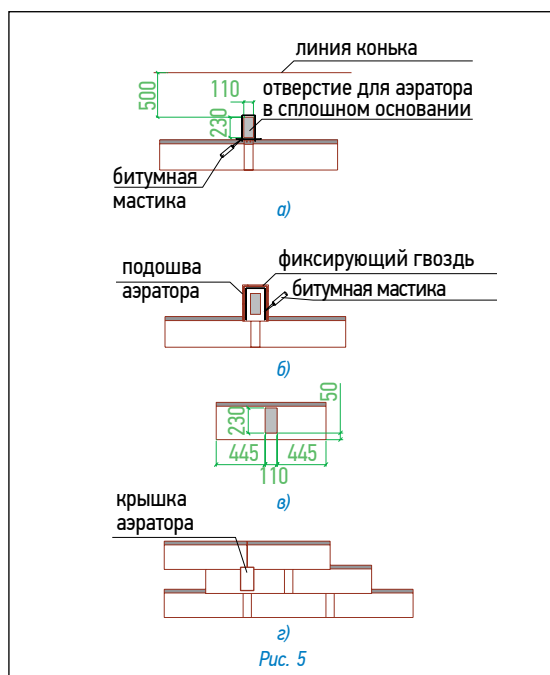 линия конька
110
500
отверстие для аэратора
в сплошном основании
230
битумная
мастика
а)
подошва
аэратора
фиксирующий гвоздь
битумная мастика
б)
230
50
445
445
110
в)
крышка
аэратора
г)
Рис. 5